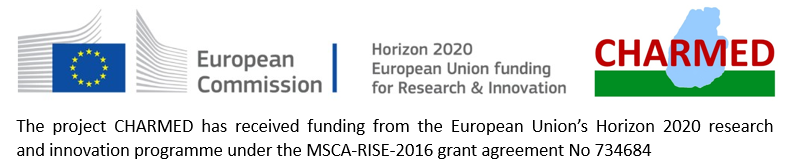 European
Commission
Horizon 2020
European Union funding
for Research & Innovation
CHARMED
The project CHARMED has received funding from the European Union's Horizon 2020 research
and innovation programme under the MSCA-RISE-2016 grant agreement No 734684